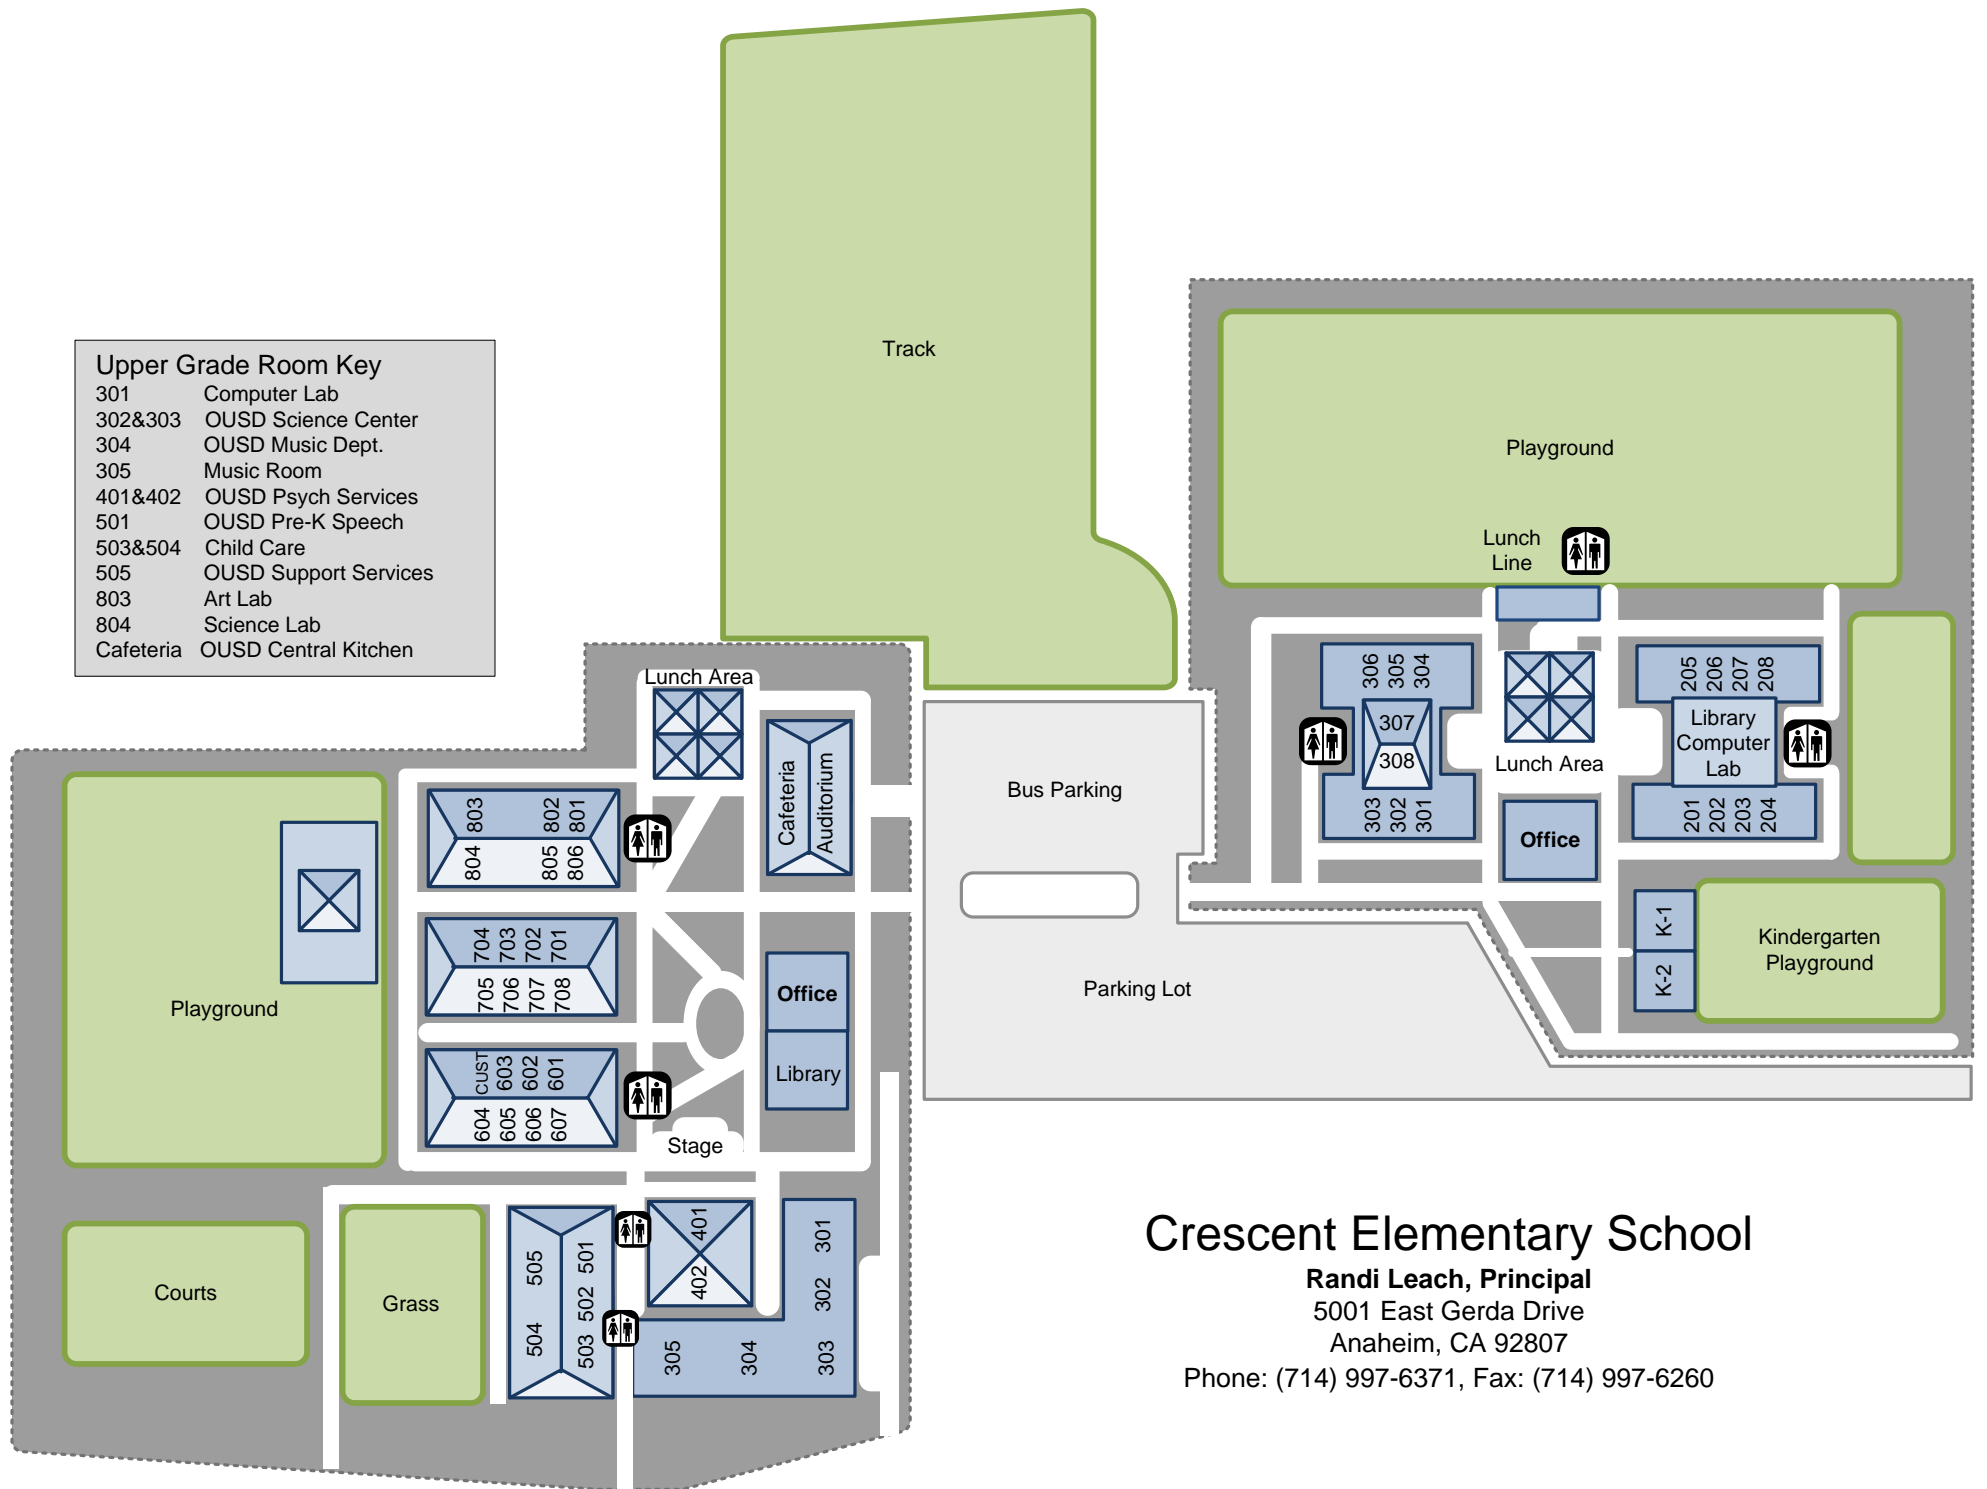 Track
Upper Grade Room Key
301 Computer Lab
302&303 OUSD Science Center
304 OUSD Music Dept.
305 Music Room
401&402 OUSD Psych Services
501 OUSD Pre-K Speech
503&504 Child Care
505 OUSD Support Services
803 Art Lab
804 Science Lab
Cafeteria OUSD Central Kitchen
Playground
Lunch
Line
306
305
304
307
308
303
302
301
Lunch Area
Office
205
206
207
208
Library
Computer
Lab
201
202
203
204
K-1
K-2
Kindergarten
Playground
Bus Parking
Parking Lot
Lunch Area
Cafeteria
Auditorium
803
802
801
804
805
806
704
703
702
701
705
706
707
708
Office
Library
CUST
603
602
601
604
605
606
607
Stage
Playground
Courts
Grass
505
504
501
502
503
401
402
301
302
303
304
305
Crescent Elementary School
Randi Leach, Principal
5001 East Gerda Drive
Anaheim, CA 92807
Phone: (714) 997-6371, Fax: (714) 997-6260